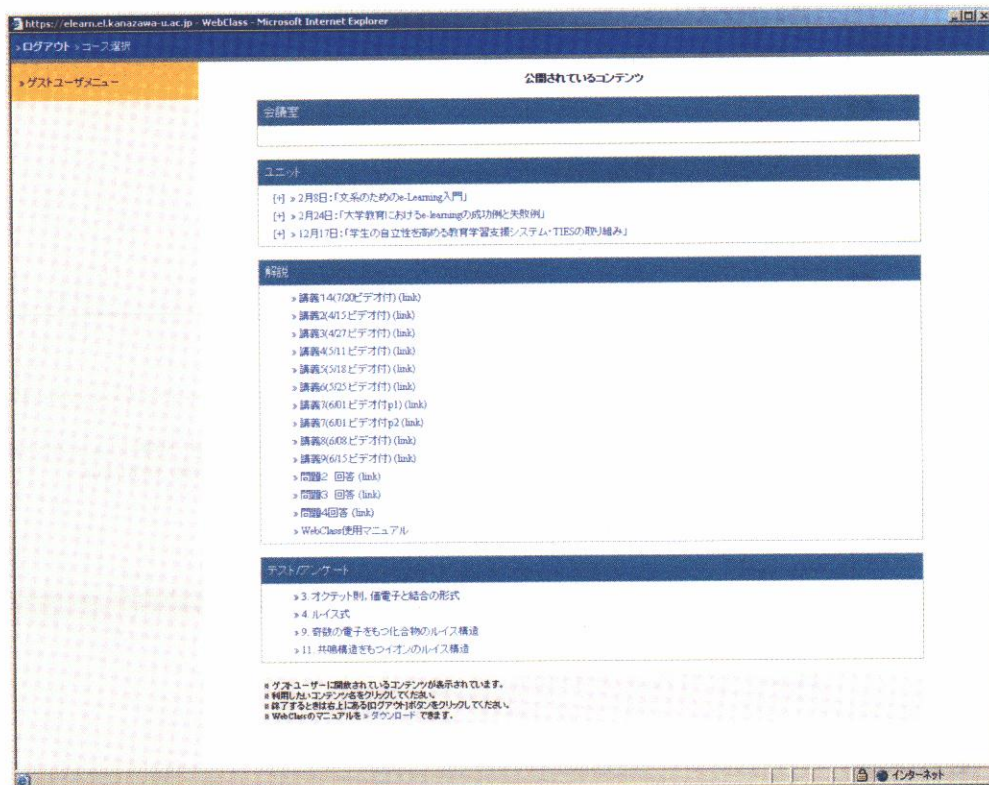 https://elearn.el.kanazawa-u.ac.jp - WebClass - Microsoft Internet Explorer
»ログアウト »コース選択
»ゲストユーザメニュー
公開されているコンテンツ
会議室
ユニット
[+] » 2月8日:「文系のためのe-Learning入門」
[+] » 2月24日:「大学教育におけるe-learningの成功例と失敗例」
[+] » 12月17日:「学生の自立性を高める教育学習支援システム・TIESの取り組み」
解説
» 講義14(7/20ビデオ付) (link)
» 講義2(4/15ビデオ付) (link)
» 講義3(4/27ビデオ付) (link)
» 講義4(5/11ビデオ付) (link)
» 講義5(5/18ビデオ付) (link)
» 講義6(5/25ビデオ付) (link)
» 講義7(6/01ビデオ付p1) (link)
» 講義7(6/01ビデオ付p2 (link)
» 講義8(6/08ビデオ付) (link)
» 講義9(6/15ビデオ付) (link)
» 問題2 回答 (link)
» 問題3 回答 (link)
» 問題4回答 (link)
» WebClass使用マニュアル
テスト/アンケート
» 3. オクテット則, 価電子と結合の形式
» 4. ルイス式
» 9. 奇数の電子をもつ化合物のルイス構造
» 11. 共鳴構造をもつイオンのルイス構造
※ ゲストユーザーに開放されているコンテンツが表示されています。
※ 利用したいコンテンツ名をクリックしてください。
※ 終了するときは右上にある[ログアウト]ボタンをクリックしてください。
※ WebClassのマニュアルを » ダウンロード できます。
インターネット